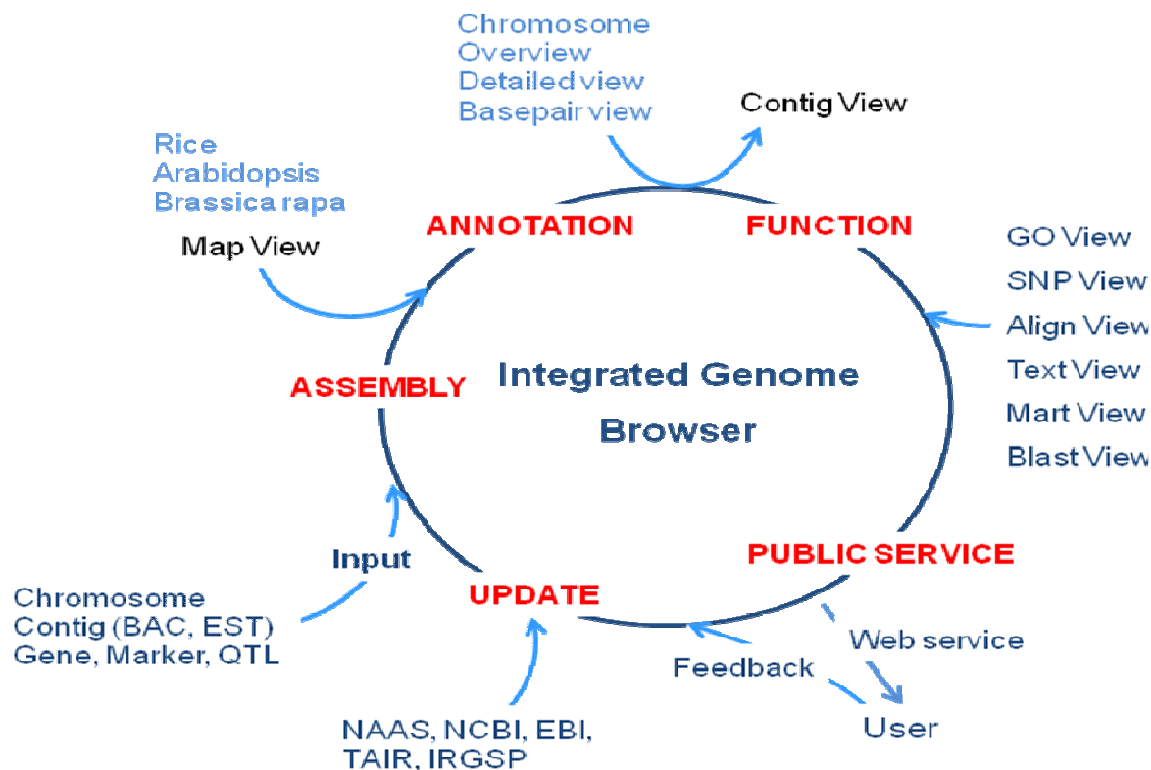 Chromosome
Overview
Detailed view
Basepair view
Contig View
Rice
Arabidopsis
Brassica rapa
Map View
ANNOTATION
FUNCTION
GO View
SNP View
Align View
Text View
Mart View
Blast View
ASSEMBLY
Integrated Genome
Browser
Input
PUBLIC SERVICE
UPDATE
Chromosome
Contig (BAC, EST)
Gene, Marker, QTL
Web service
Feedback
User
NAAS, NCBI, EBI,
TAIR, IRGSP